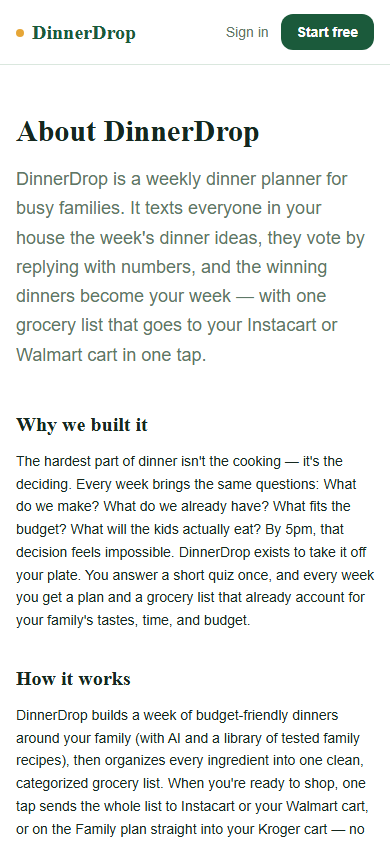 DinnerDrop
Sign in
Start free
About DinnerDrop
DinnerDrop is a weekly dinner planner for
busy families. It texts everyone in your
house the week's dinner ideas, they vote by
replying with numbers, and the winning
dinners become your week — with one
grocery list that goes to your Instacart or
Walmart cart in one tap.
Why we built it
The hardest part of dinner isn't the cooking — it's the
deciding. Every week brings the same questions: What
do we make? What do we already have? What fits the
budget? What will the kids actually eat? By 5pm, that
decision feels impossible. DinnerDrop exists to take it off
your plate. You answer a short quiz once, and every week
you get a plan and a grocery list that already account for
your family's tastes, time, and budget.
How it works
DinnerDrop builds a week of budget-friendly dinners
around your family (with AI and a library of tested family
recipes), then organizes every ingredient into one clean,
categorized grocery list. When you're ready to shop, one
tap sends the whole list to Instacart or your Walmart cart,
or on the Family plan straight into your Kroger cart — no